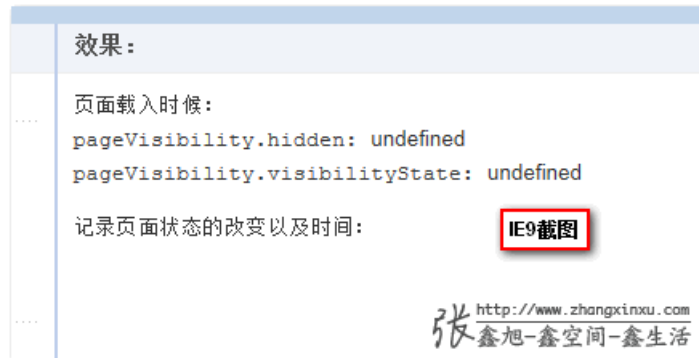 效果：
页面载入时候：
pageVisibility.hidden: undefined
pageVisibility.visibilityState: undefined
记录页面状态的改变以及时间：
IE9截图
张
http://www.zhangxinxu.com
鑫旭-鑫空间-鑫生活